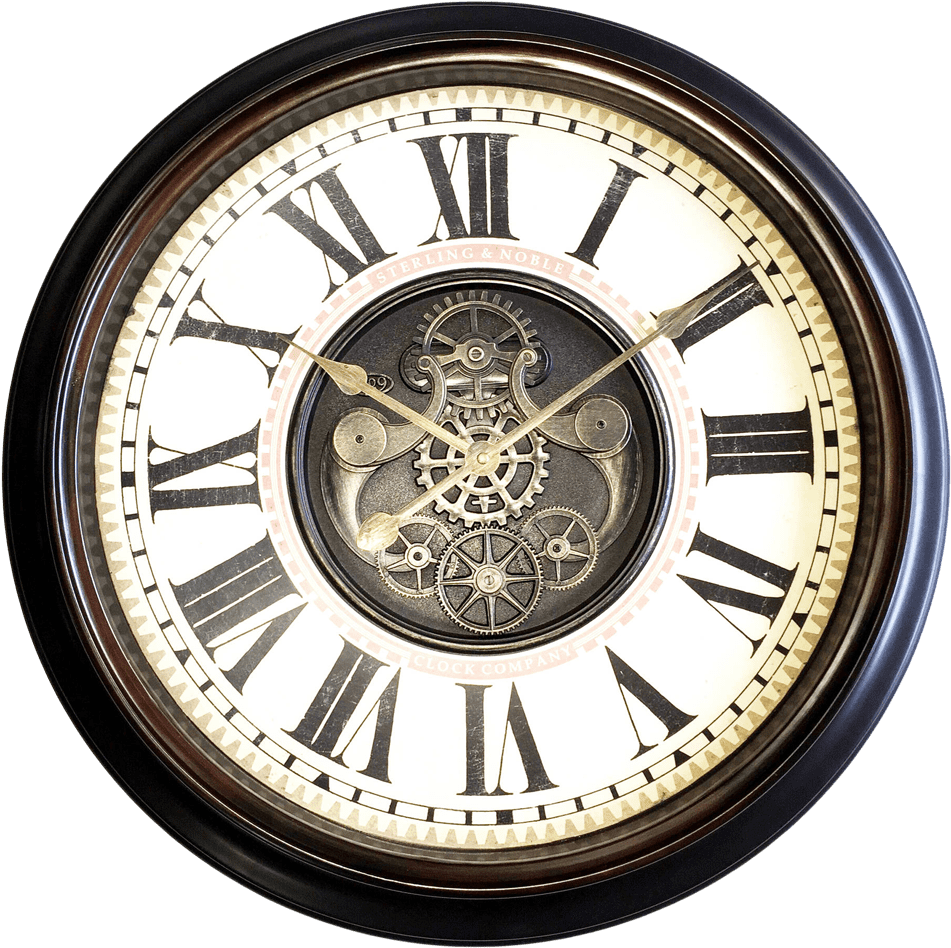 XII
I
II
III
IIII
V
VI
VII
VIII
IX
X
XI
STERLING & NOBLE
CLOCK COMPANY